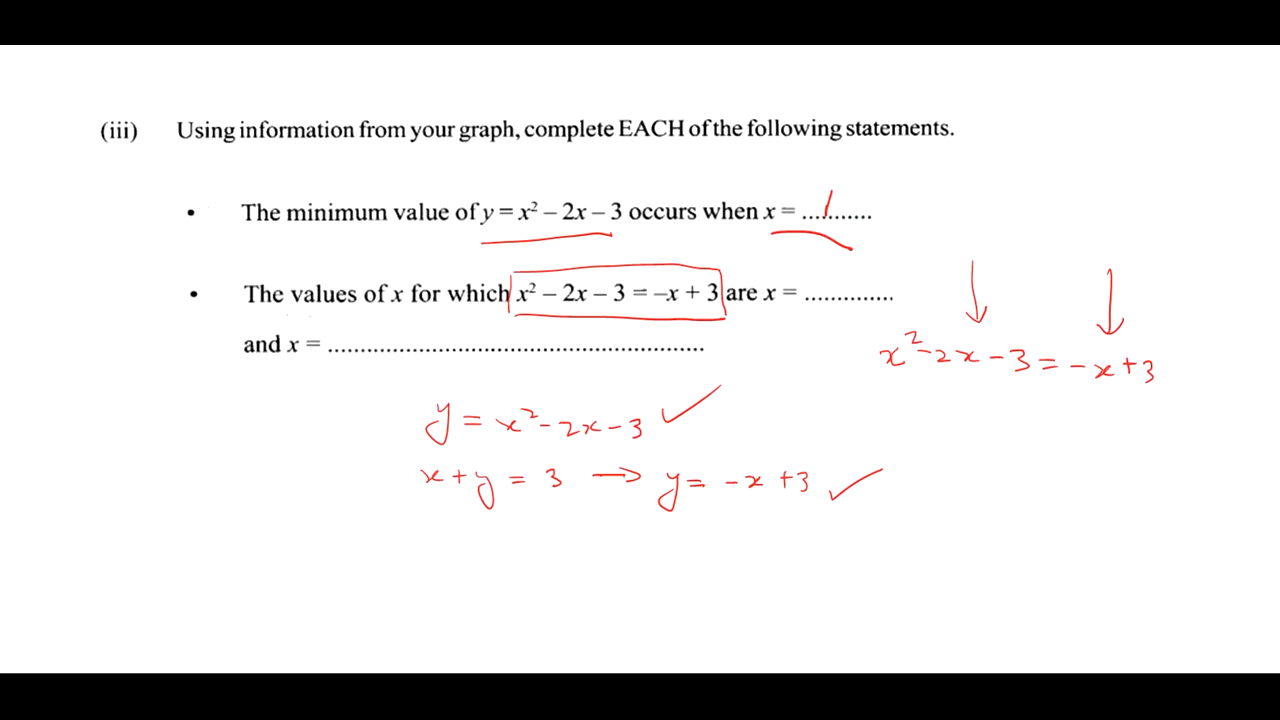 (iii) Using information from your graph, complete EACH of the following statements.
• The minimum value of y = x² – 2x – 3 occurs when x = ....1.......
• The values of x for which x² – 2x – 3 = –x + 3 are x = ..............
and x = .........................................................
x² - 2x - 3 = - x + 3
y = x² - 2x - 3 ✓
x + y = 3 → y = - x + 3 ✓